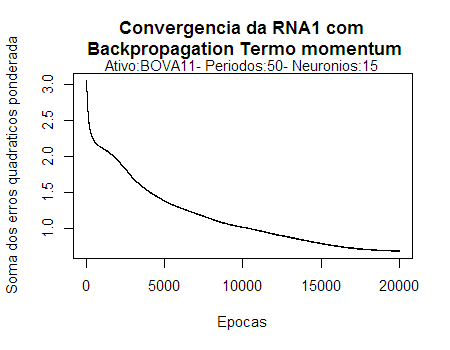 Convergencia da RNA1 com
Backpropagation Termo momentum
Ativo:BOVA11- Periodos:50- Neuronios:15
Soma dos erros quadraticos ponderada
3.0
2.5
2.0
1.5
1.0
0 5000 10000 15000 20000
Epocas